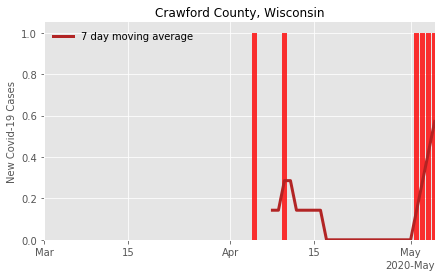 Crawford County, Wisconsin
7 day moving average
New Covid-19 Cases
1.0
0.8
0.6
0.4
0.2
0.0
Mar
15
Apr
15
May
2020-May